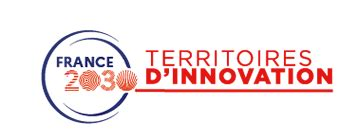 FRANCE
2030
TERRITOIRES
D'INNOVATION